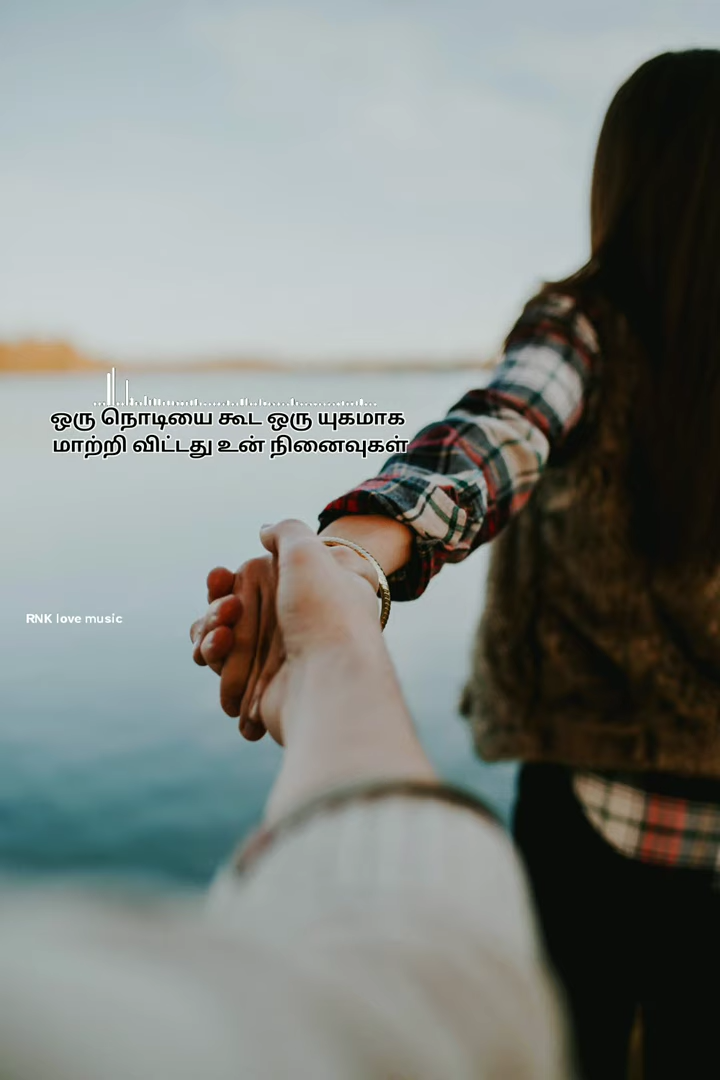 ஒரு நொடியை கூட ஒரு யுகமாக
மாற்றி விட்டது உன் நினைவுகள்
RNK love music